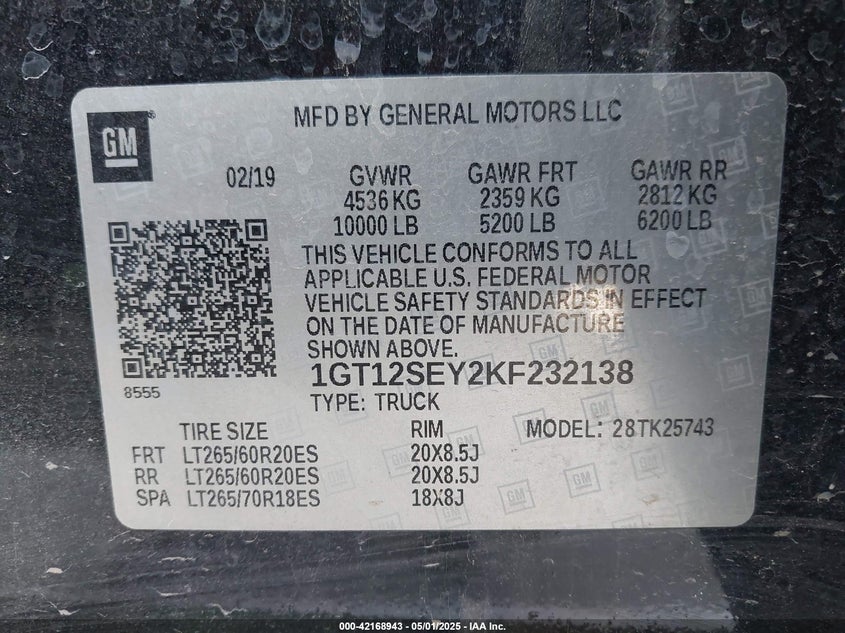 MFD BY GENERAL MOTORS LLC
GM
02/19 GVWR GAWR FRT GAWR RR
4536 KG 2359 KG 2812 KG
10000 LB 5200 LB 6200 LB
THIS VEHICLE CONFORMS TO ALL
APPLICABLE U.S. FEDERAL MOTOR
VEHICLE SAFETY STANDARDS IN EFFECT
ON THE DATE OF MANUFACTURE
SHOWN ABOVE.
8555
1GT12SEY2KF232138
TYPE: TRUCK
TIRE SIZE RIM MODEL: 28TK25743
FRT LT265/60R20ES 20X8.5J
RR LT265/60R20ES 20X8.5J
SPA LT265/70R18ES 18X8J
000-42168943 / 05/01/2025 - IAA Inc.